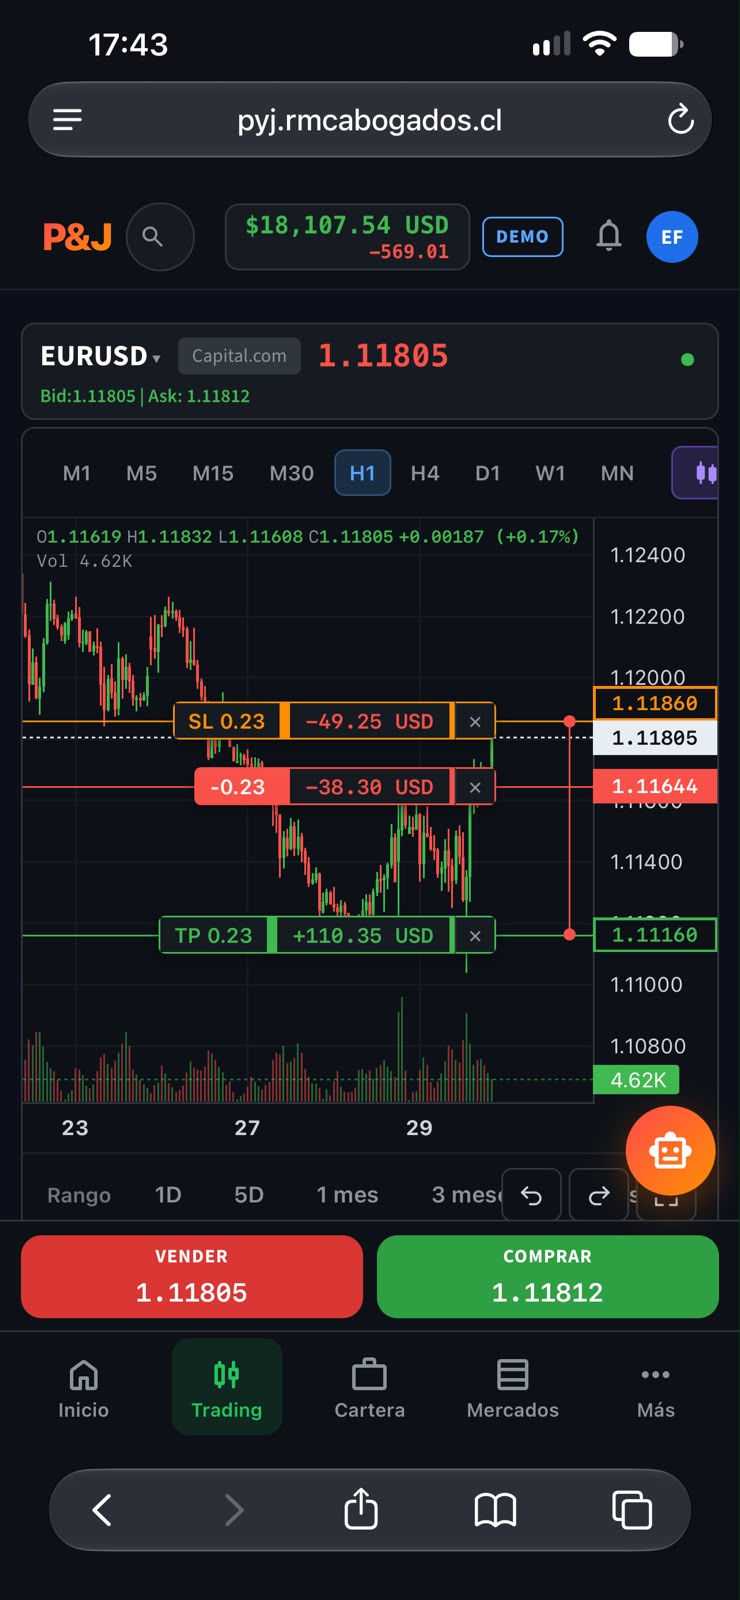 17:43
pyj.rmcabogados.cl
P&J
$18,107.54 USD
−569.01
DEMO
EF
EURUSD
Capital.com
1.11805
Bid:1.11805 | Ask: 1.11812
M1 M5 M15 M30 H1 H4 D1 W1 MN
O1.11619 H1.11832 L1.11608 C1.11805 +0.00187 (+0.17%)
Vol 4.62K
1.12400
1.12200
1.12000
1.11860
SL 0.23 −49.25 USD ×
1.11805
-0.23 −38.30 USD ×
1.11644
1.11400
TP 0.23 +110.35 USD ×
1.11160
1.11000
1.10800
4.62K
23 27 29
Rango 1D 5D 1 mes 3 mes
VENDER
1.11805
COMPRAR
1.11812
Inicio Trading Cartera Mercados Más